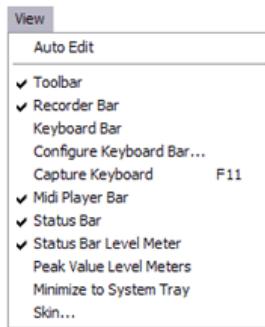 View
Auto Edit
Toolbar
Recorder Bar
Keyboard Bar
Configure Keyboard Bar...
Capture Keyboard F11
Midi Player Bar
Status Bar
Status Bar Level Meter
Peak Value Level Meters
Minimize to System Tray
Skin...